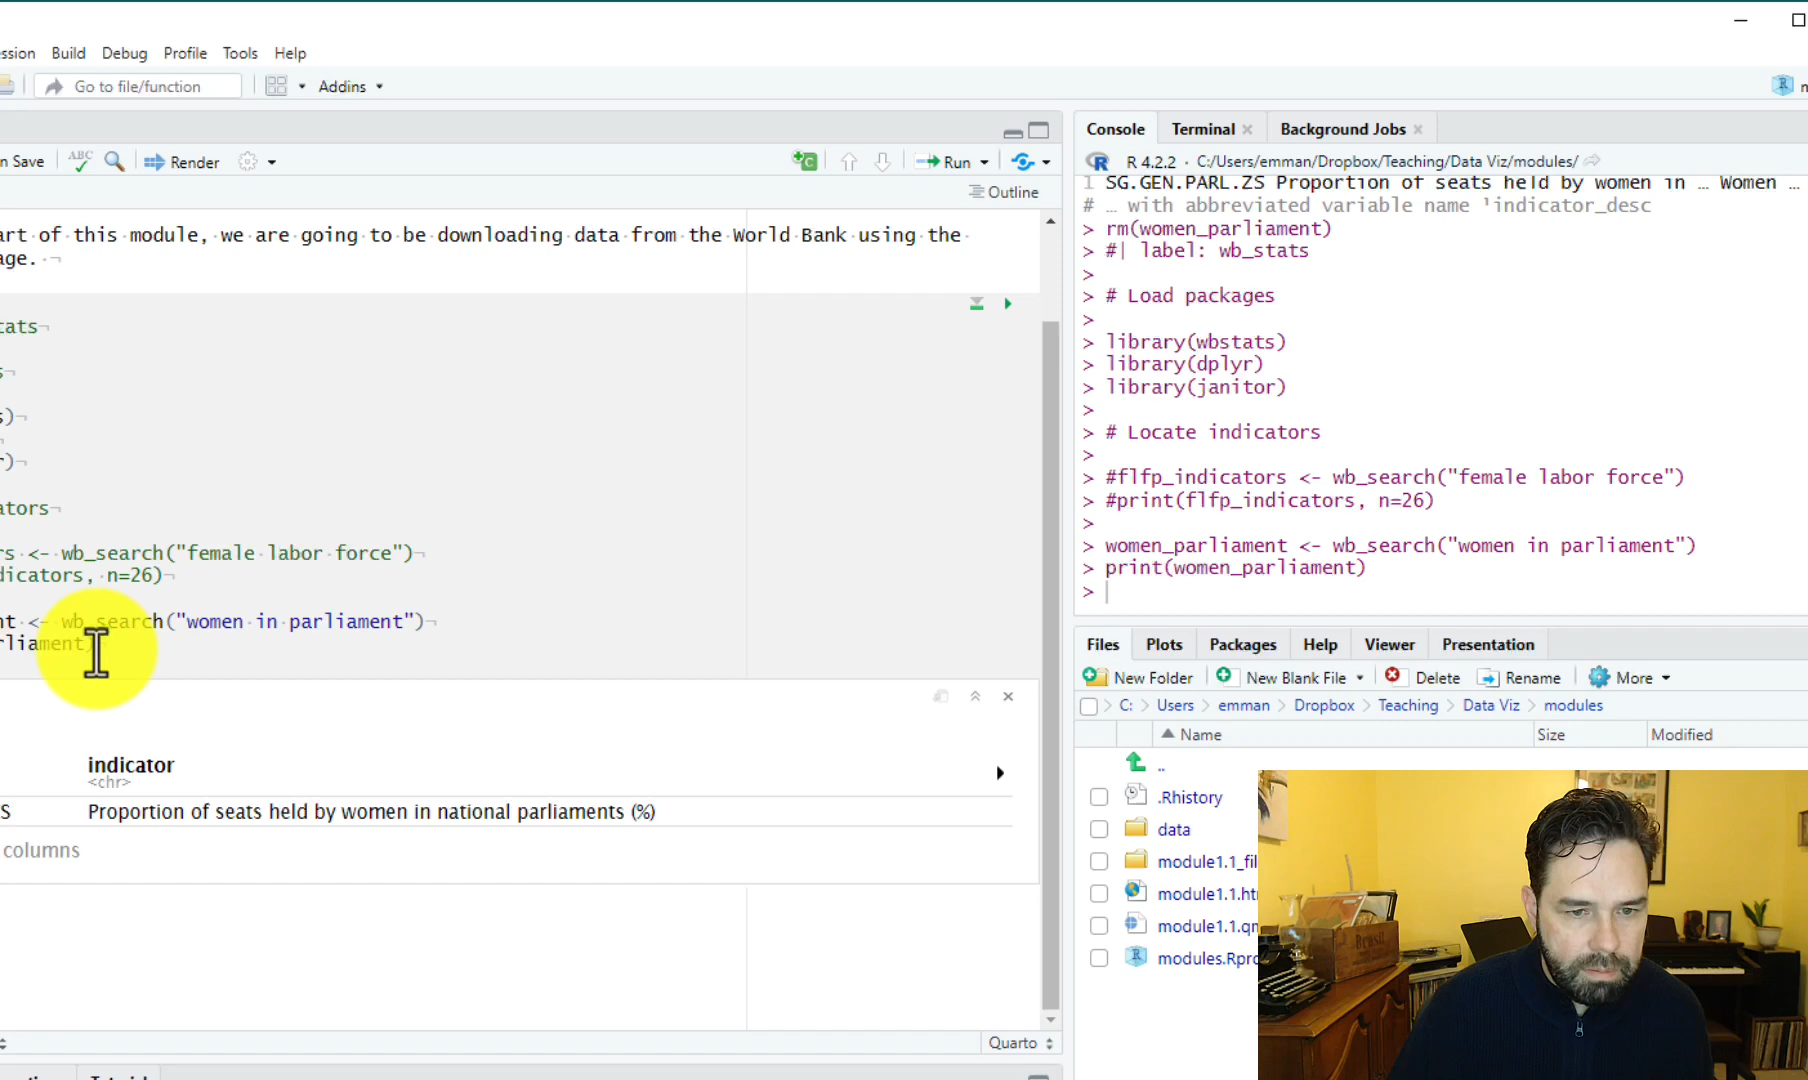 ssion Build Debug Profile Tools Help
Go to file/function Addins
n Save ABC Render Run
Outline
art of this module, we are going to be downloading data from the World Bank using the
age.
tats
s
s)
r)
ators
rs <- wb_search("female labor force")
dicators, n=26)
nt <- wb_search("women in parliament")
rliament)
indicator
<chr>
S Proportion of seats held by women in national parliaments (%)
columns
Quarto
Console Terminal Background Jobs
R 4.2.2 · C:/Users/emman/Dropbox/Teaching/Data Viz/modules/
1 SG.GEN.PARL.ZS Proportion of seats held by women in … Women …
# … with abbreviated variable name ¹indicator_desc
> rm(women_parliament)
> #| label: wb_stats
>
> # Load packages
>
> library(wbstats)
> library(dplyr)
> library(janitor)
>
> # Locate indicators
>
> #flfp_indicators <- wb_search("female labor force")
> #print(flfp_indicators, n=26)
>
> women_parliament <- wb_search("women in parliament")
> print(women_parliament)
>
Files Plots Packages Help Viewer Presentation
New Folder New Blank File Delete Rename More
C: > Users > emman > Dropbox > Teaching > Data Viz > modules
Name Size Modified
..
.Rhistory
data
module1.1_fil
module1.1.ht
module1.1.qm
modules.Rpro